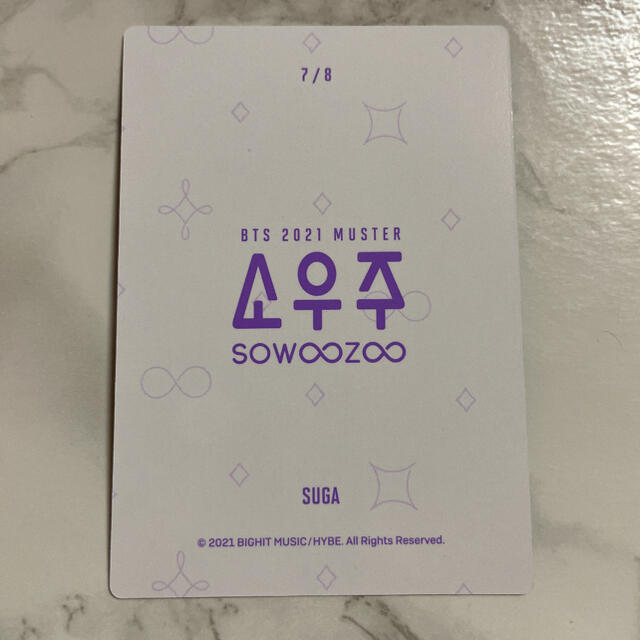 7/8
BTS 2021 MUSTER
소우주
SOWOOZOO
SUGA
© 2021 BIGHIT MUSIC/HYBE. All Rights Reserved.